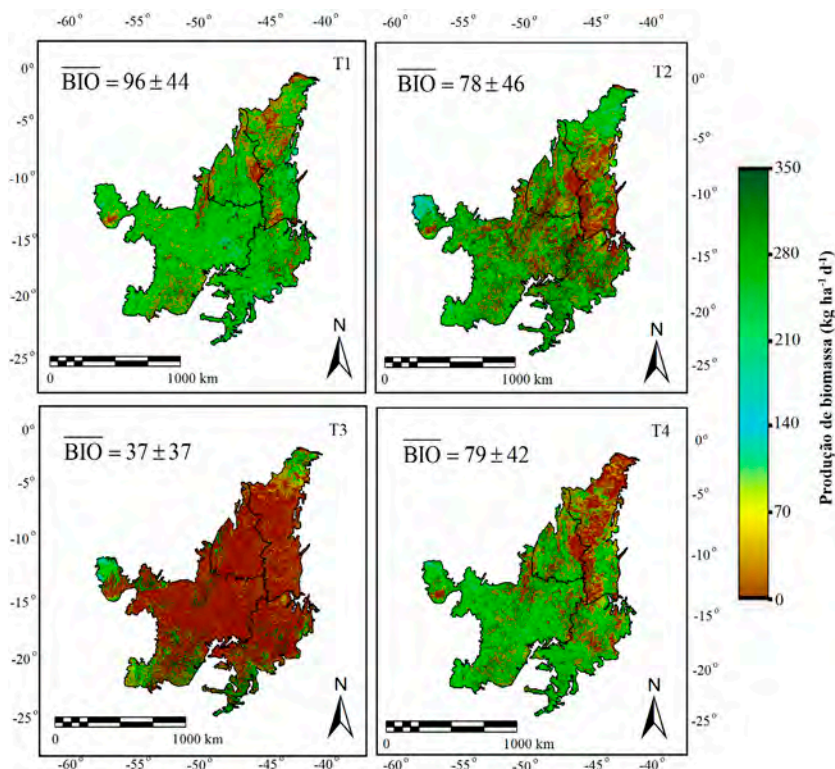 -60° -55° -50° -45° -40° -60° -55° -50° -45° -40°
T1
BIO = 96 ± 44
0°
-5°
-10°
-15°
-20°
-25°
N
0 1000 km
T2
BIO = 78 ± 46
0°
-5°
-10°
-15°
-20°
-25°
N
0 1000 km
T3
BIO = 37 ± 37
0°
-5°
-10°
-15°
-20°
-25°
N
0 1000 km
T4
BIO = 79 ± 42
0°
-5°
-10°
-15°
-20°
-25°
N
0 1000 km
-60° -55° -50° -45° -40° -60° -55° -50° -45° -40°
350
280
210
140
70
0
Produção de biomassa (kg ha⁻¹ d⁻¹)